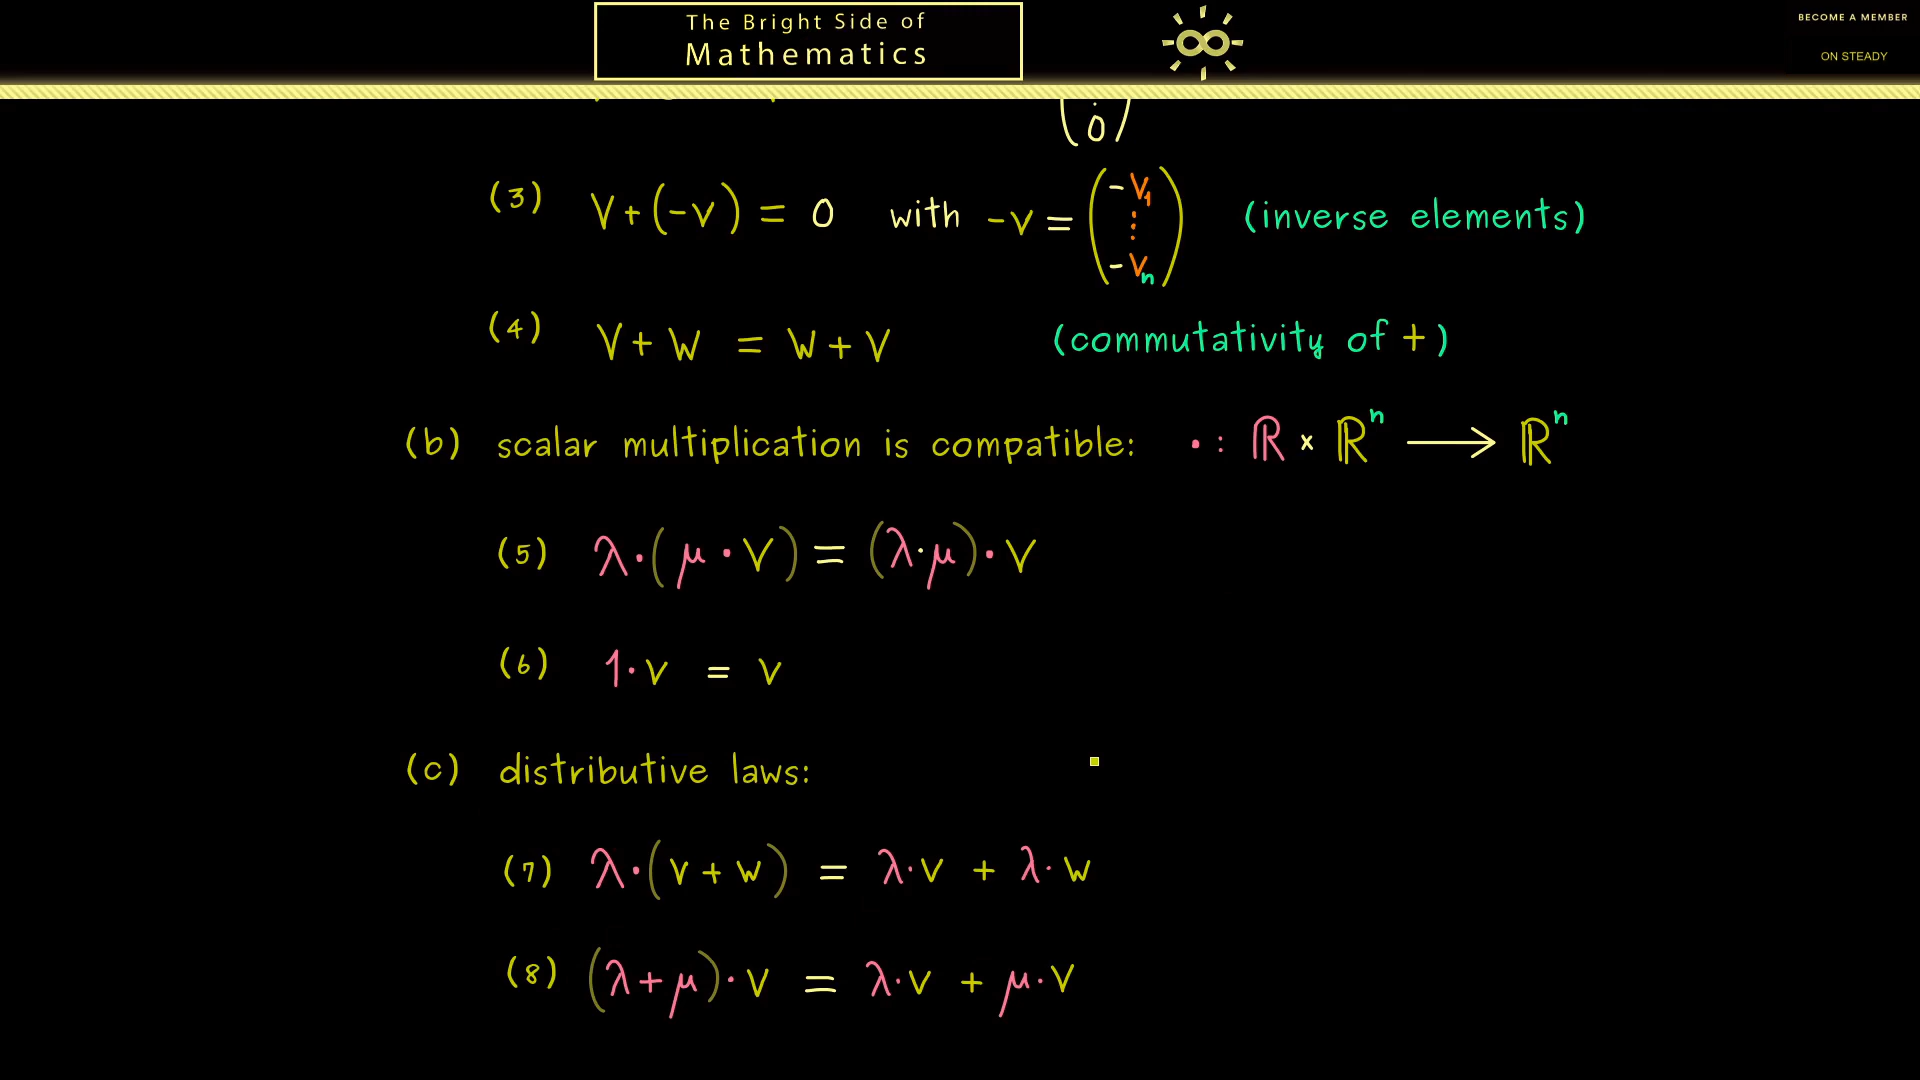 The Bright Side of
Mathematics
BECOME A MEMBER
ON STEADY
0
(3) v + (-v) = 0 with -v = (-v₁ ⋮ -vₙ) (inverse elements)
(4) v + w = w + v (commutativity of +)
(b) scalar multiplication is compatible: · : ℝ × ℝⁿ ⟶ ℝⁿ
(5) λ·(μ·v) = (λ·μ)·v
(6) 1·v = v
(c) distributive laws:
(7) λ·(v + w) = λ·v + λ·w
(8) (λ+μ)·v = λ·v + μ·v